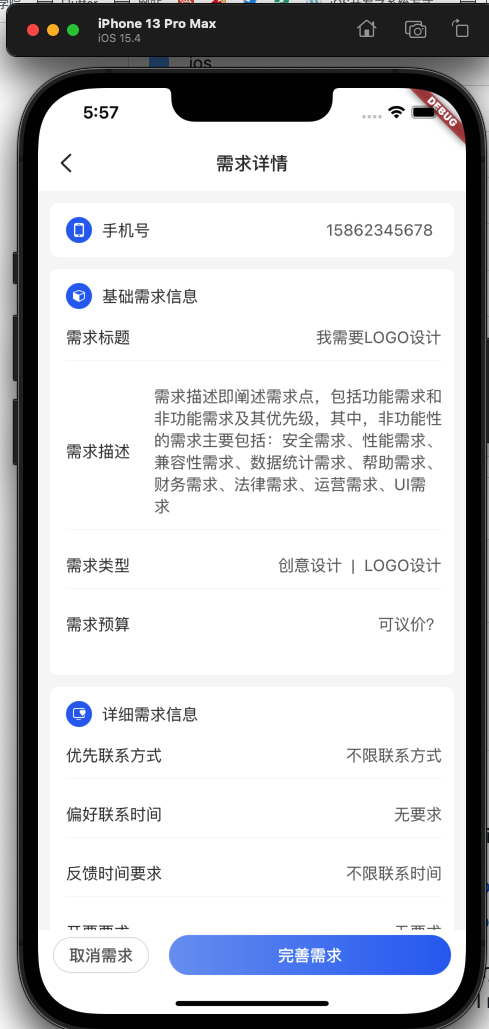 iPhone 13 Pro Max
iOS 15.4
ios
5:57
DEBUG
需求详情
手机号 15862345678
基础需求信息
需求标题 我需要LOGO设计
需求描述即阐述需求点，包括功能需求和
非功能需求及其优先级，其中，非功能性
的需求主要包括：安全需求、性能需求、
需求描述
兼容性需求、数据统计需求、帮助需求、
财务需求、法律需求、运营需求、UI需
求
需求类型 创意设计 | LOGO设计
需求预算 可议价?
详细需求信息
优先联系方式 不限联系方式
偏好联系时间 无要求
反馈时间要求 不限联系时间
取消需求 完善需求